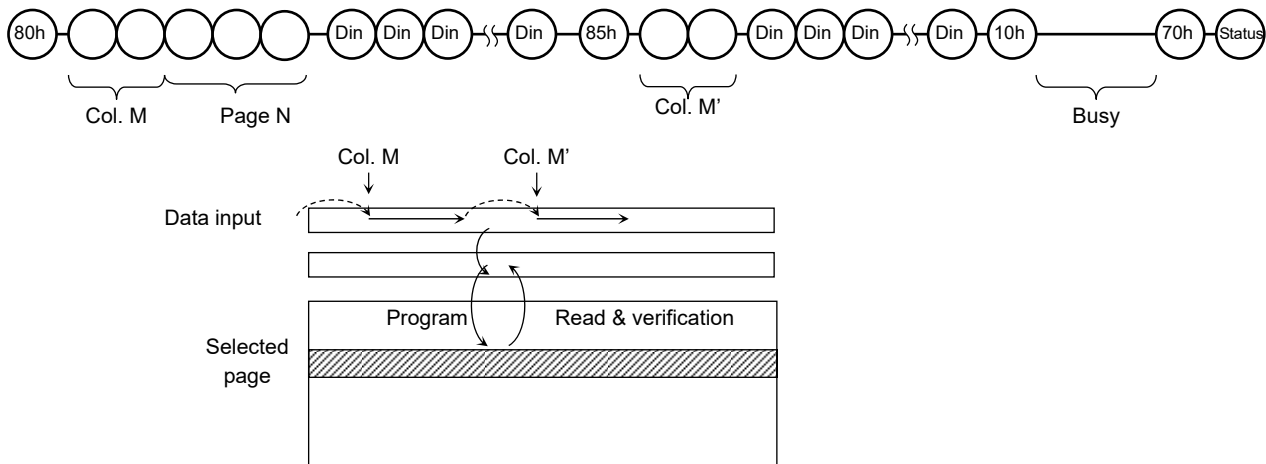 80h Din Din Din Din 85h Din Din Din Din 10h 70h Status
Col. M Page N Col. M’ Busy
Col. M Col. M’
Data input
Program Read & verification
Selected
page